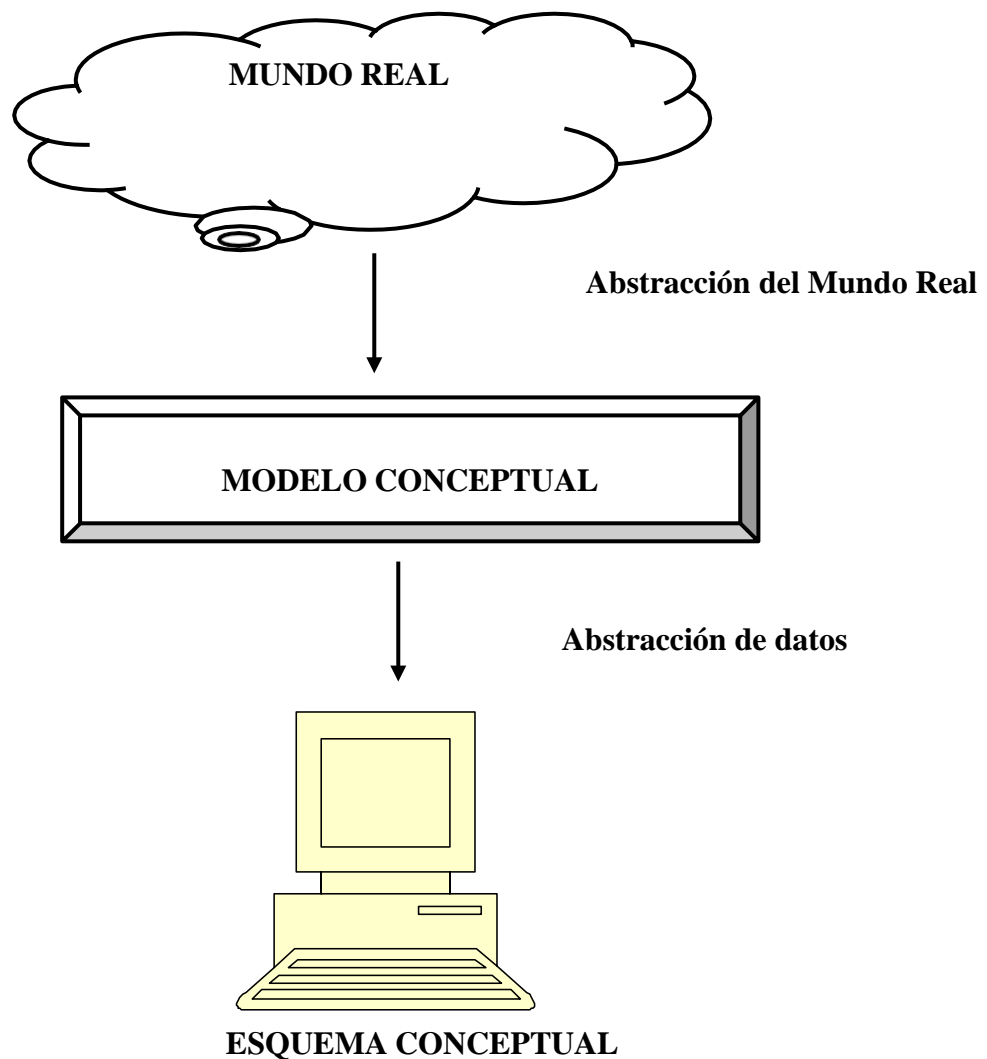 MUNDO REAL
Abstracción del Mundo Real
MODELO CONCEPTUAL
Abstracción de datos
ESQUEMA CONCEPTUAL